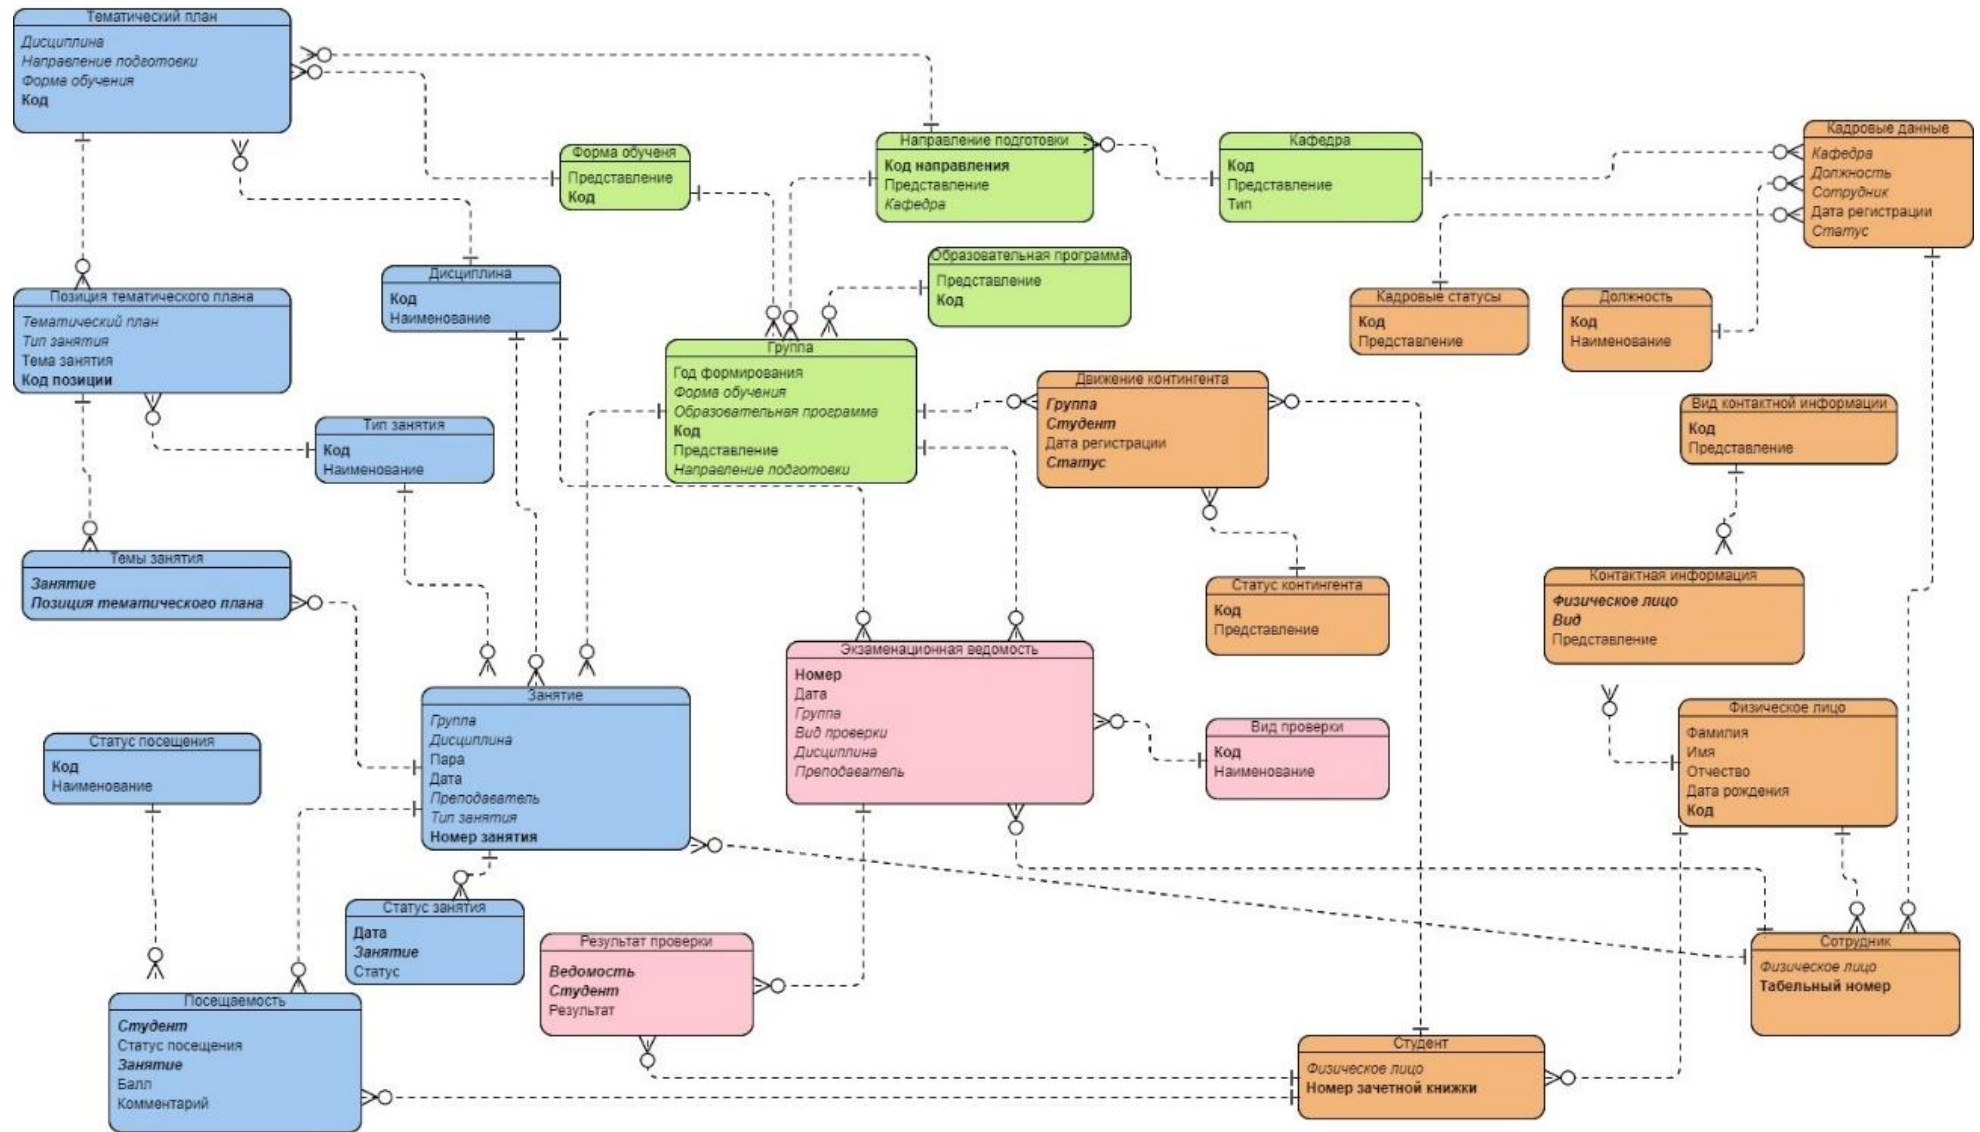 Тематический план
Дисциплина
Направление подготовки
Форма обучения
Код
Форма обученя
Представление
Код
Направление подготовки
Код направления
Представление
Кафедра
Кафедра
Код
Представление
Тип
Кадровые данные
Кафедра
Должность
Сотрудник
Дата регистрации
Статус
Образовательная программа
Представление
Код
Дисциплина
Код
Наименование
Позиция тематического плана
Тематический план
Тип занятия
Тема занятия
Код позиции
Кадровые статусы
Код
Представление
Должность
Код
Наименование
Группа
Год формирования
Форма обучения
Образовательная программа
Код
Представление
Направление подготовки
Движение контингента
Группа
Студент
Дата регистрации
Статус
Вид контактной информации
Код
Представление
Тип занятия
Код
Наименование
Темы занятия
Занятие
Позиция тематического плана
Статус контингента
Код
Представление
Контактная информация
Физическое лицо
Вид
Представление
Экзаменационная ведомость
Номер
Дата
Группа
Вид проверки
Дисциплина
Преподаватель
Занятие
Группа
Дисциплина
Пара
Дата
Преподаватель
Тип занятия
Номер занятия
Вид проверки
Код
Наименование
Физическое лицо
Фамилия
Имя
Отчество
Дата рождения
Код
Статус посещения
Код
Наименование
Статус занятия
Дата
Занятие
Статус
Результат проверки
Ведомость
Студент
Результат
Сотрудник
Физическое лицо
Табельный номер
Посещаемость
Студент
Статус посещения
Занятие
Балл
Комментарий
Студент
Физическое лицо
Номер зачетной книжки